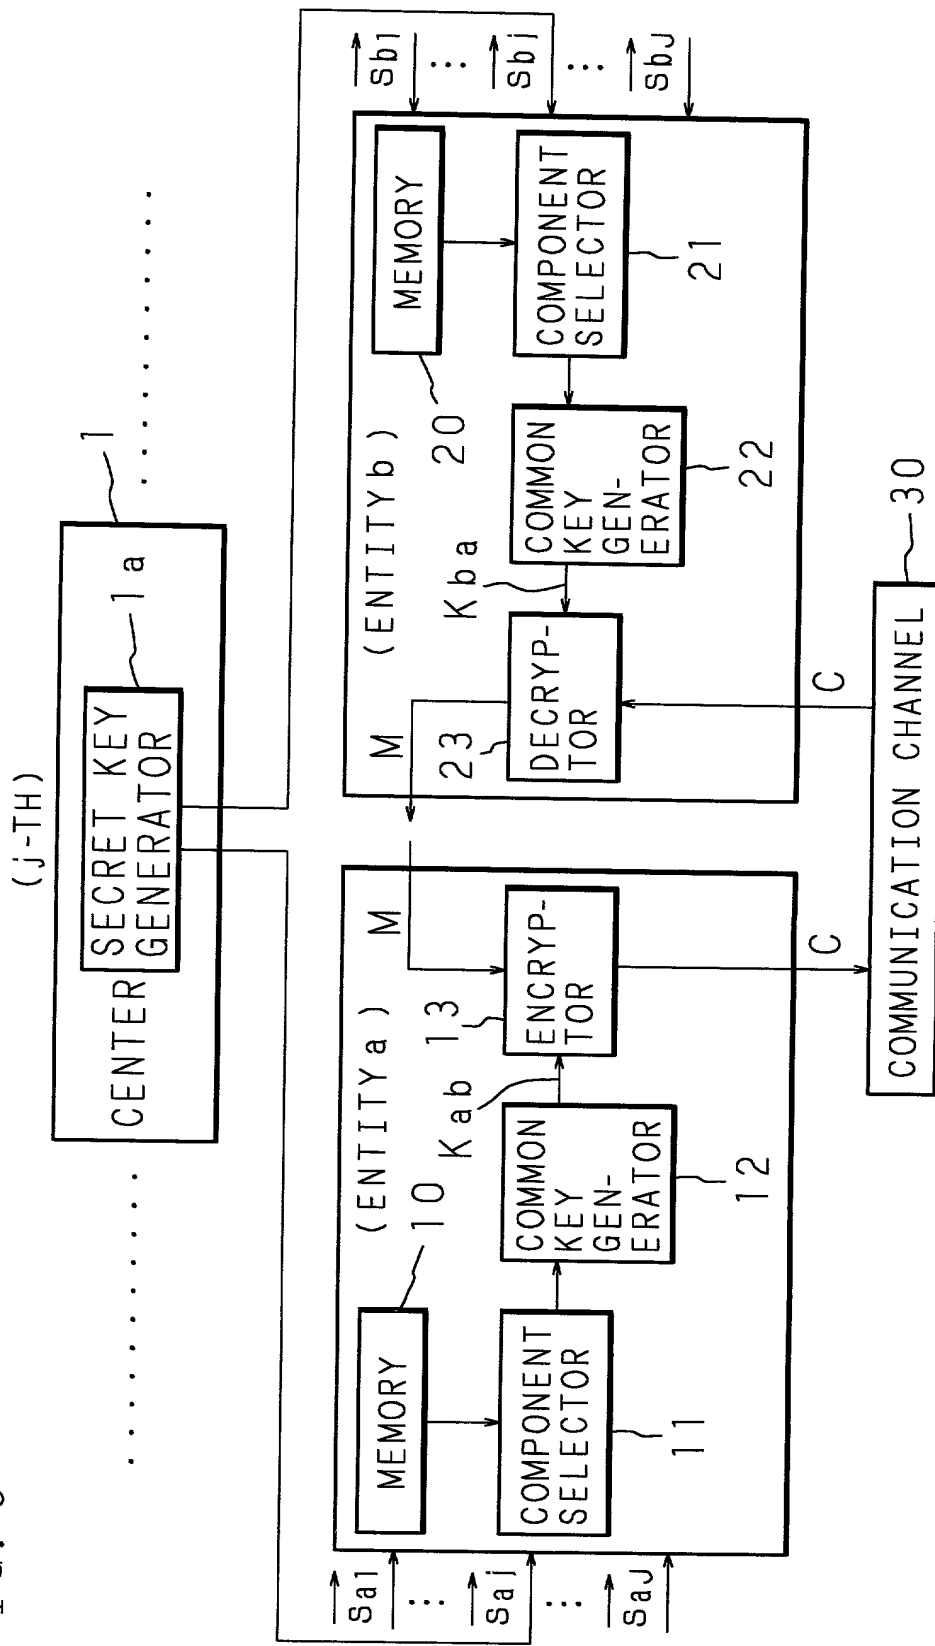 (j-TH)
CENTER
SECRET KEY
GENERATOR
1a
1
(ENTITYa)
Sa1
...
Saj
...
SaJ
MEMORY
10
COMPONENT
SELECTOR
11
COMMON
KEY
GEN-
ERATOR
12
Kab
ENCRYP-
TOR
13
M
C
(ENTITYb)
M
DECRYP-
TOR
23
Kba
COMMON
KEY
GEN-
ERATOR
22
MEMORY
20
COMPONENT
SELECTOR
21
Sb1
...
Sbj
...
SbJ
C
COMMUNICATION CHANNEL
30